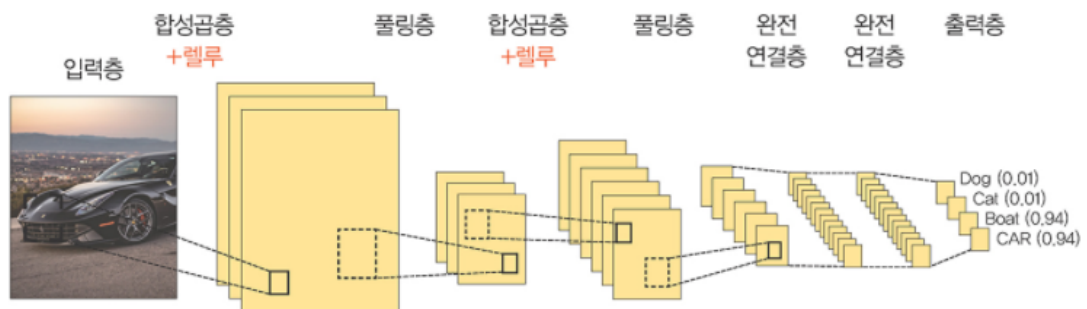 입력층
합성곱층
+렐루
풀링층
합성곱층
+렐루
풀링층
완전
연결층
완전
연결층
출력층
Dog (0.01)
Cat (0.01)
Boat (0.94)
CAR (0.94)